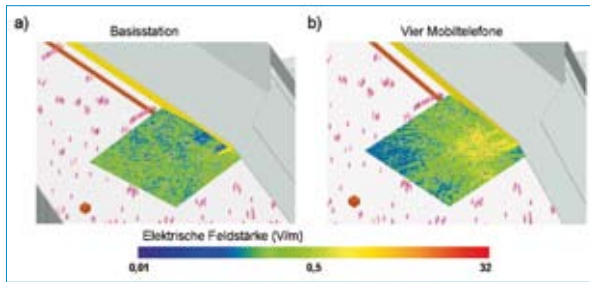 a) Basisstation
b) Vier Mobiltelefone
Elektrische Feldstärke (V/m)
0,01 0,5 32